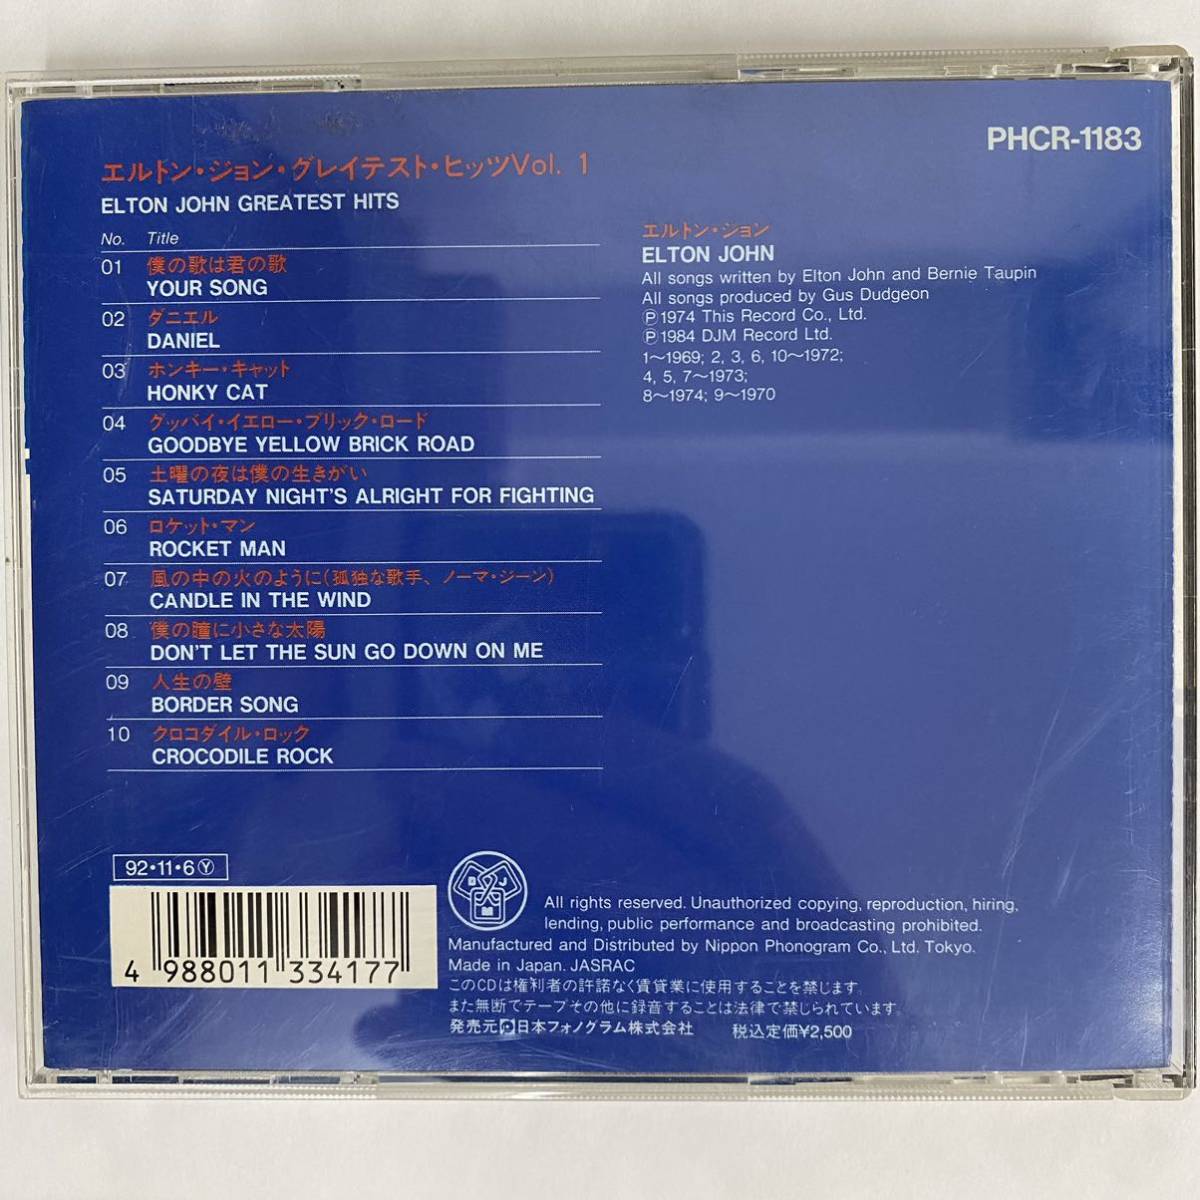 PHCR-1183
エルトン・ジョン・グレイテスト・ヒッツVol. 1
ELTON JOHN GREATEST HITS
No. Title
01 僕の歌は君の歌
YOUR SONG
02 ダニエル
DANIEL
03 ホンキー・キャット
HONKY CAT
04 グッバイ・イエロー・ブリック・ロード
GOODBYE YELLOW BRICK ROAD
05 土曜の夜は僕の生きがい
SATURDAY NIGHT'S ALRIGHT FOR FIGHTING
06 ロケット・マン
ROCKET MAN
07 風の中の火のように(孤独な歌手、ノーマ・ジーン)
CANDLE IN THE WIND
08 僕の瞳に小さな太陽
DON'T LET THE SUN GO DOWN ON ME
09 人生の壁
BORDER SONG
10 クロコダイル・ロック
CROCODILE ROCK
エルトン・ジョン
ELTON JOHN
All songs written by Elton John and Bernie Taupin
All songs produced by Gus Dudgeon
Ⓟ1974 This Record Co., Ltd.
Ⓟ1984 DJM Record Ltd.
1〜1969; 2, 3, 6, 10〜1972;
4, 5, 7〜1973;
8〜1974; 9〜1970
92・11・6Ⓨ
4 988011 334177
DJM
All rights reserved. Unauthorized copying, reproduction, hiring,
lending, public performance and broadcasting prohibited.
Manufactured and Distributed by Nippon Phonogram Co., Ltd. Tokyo.
Made in Japan. JASRAC
このCDは権利者の許諾なく賃貸業に使用することを禁じます。
また無断でテープその他に録音することは法律で禁じられています。
発売元 日本フォノグラム株式会社 税込定価¥2,500